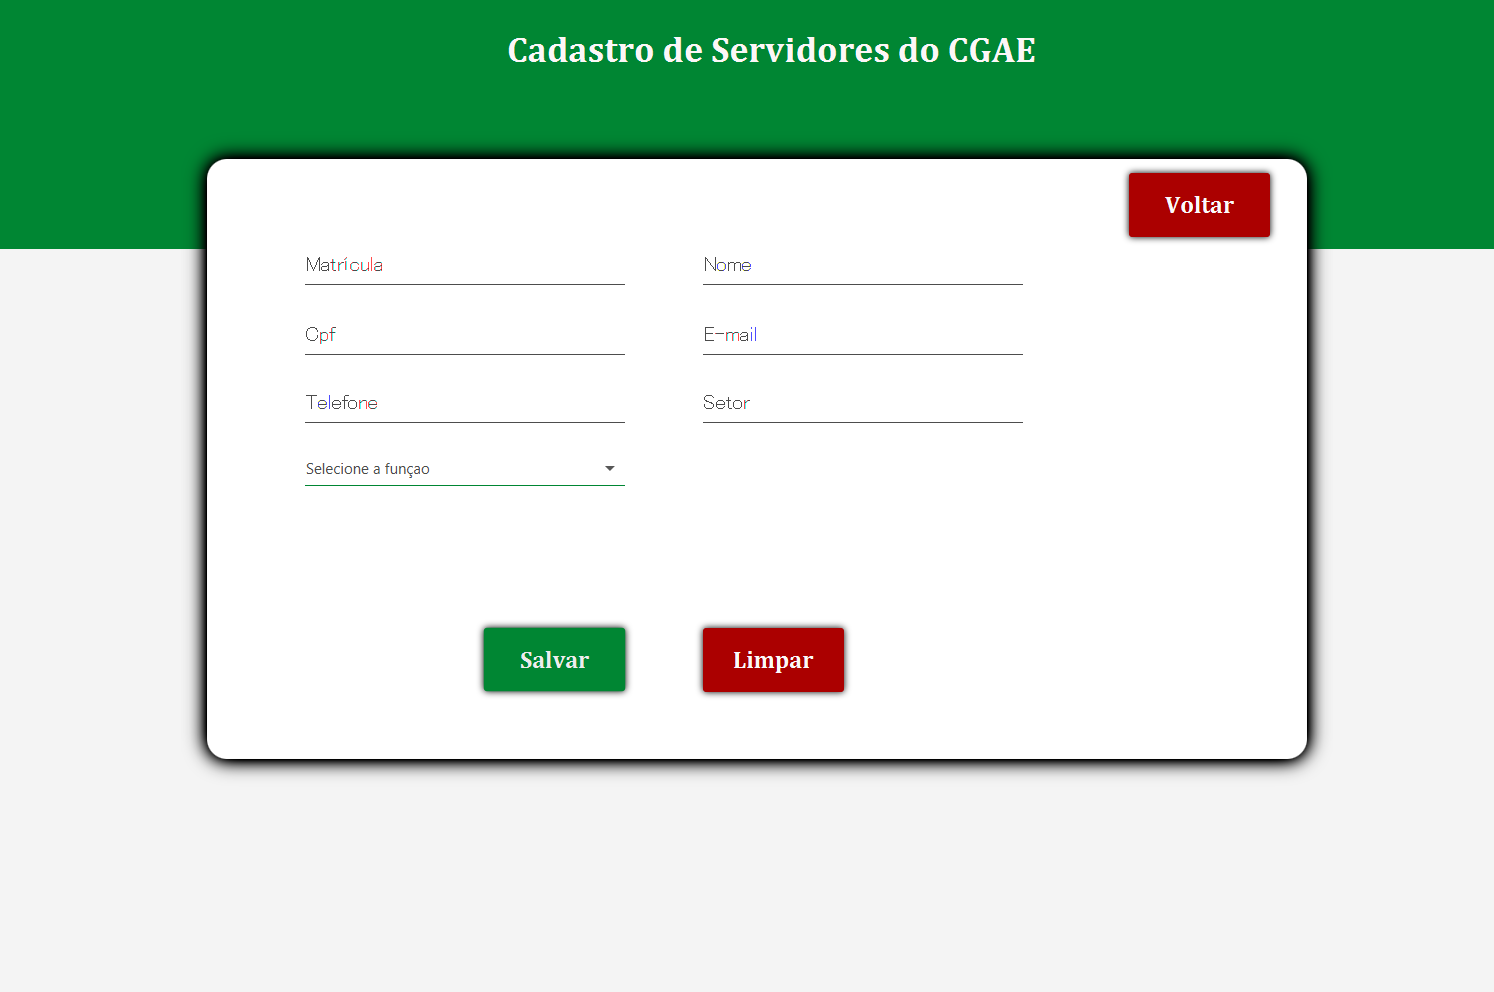 Cadastro de Servidores do CGAE
Voltar
Matrícula
Nome
Cpf
E-mail
Telefone
Setor
Selecione a funçao
Salvar
Limpar